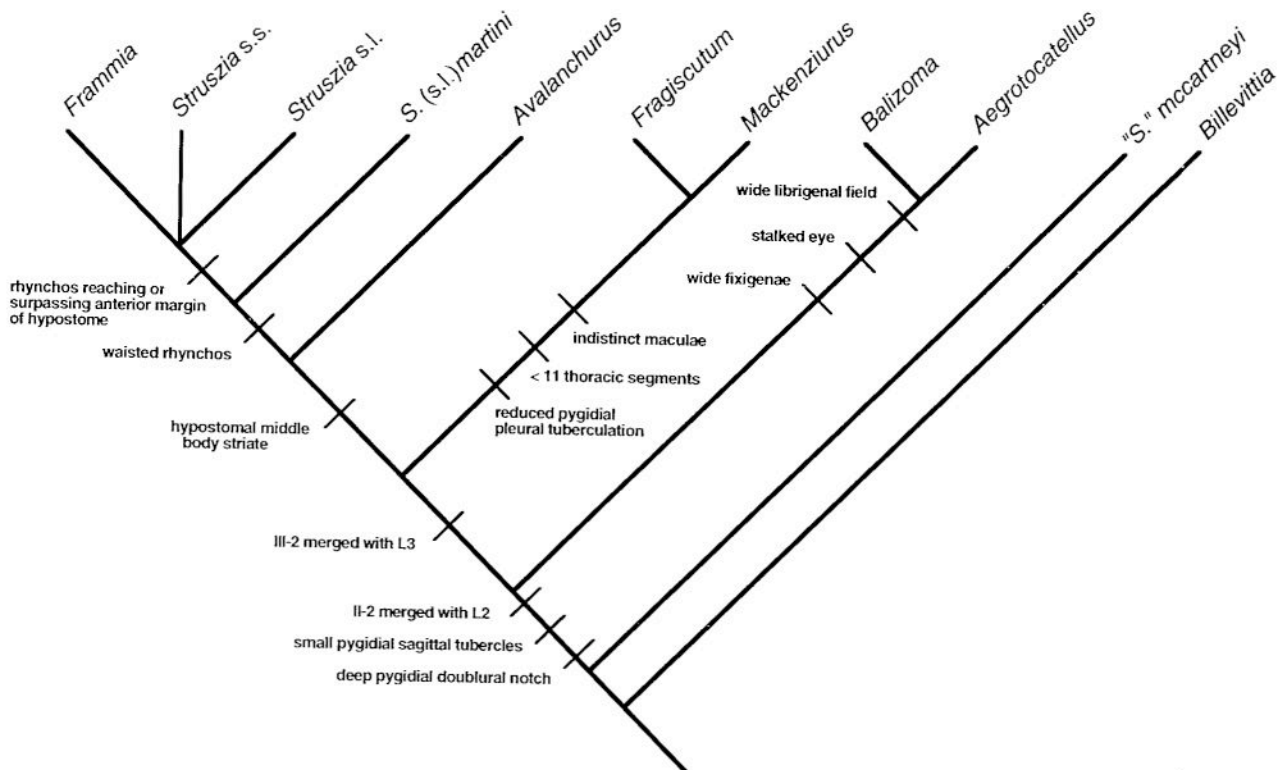 Frammia
Struszia s.s.
Struszia s.l.
S. (s.l.) martini
Avalanchurus
Fragiscutum
Mackenziurus
Balizoma
Aegrotocatellus
"S." mccartneyi
Billevittia
wide librigenal field
stalked eye
wide fixigenae
rhynchos reaching or
surpassing anterior margin
of hypostome
waisted rhynchos
indistinct maculae
< 11 thoracic segments
reduced pygidial
pleural tuberculation
hypostomal middle
body striate
III-2 merged with L3
II-2 merged with L2
small pygidial sagittal tubercles
deep pygidial doublural notch